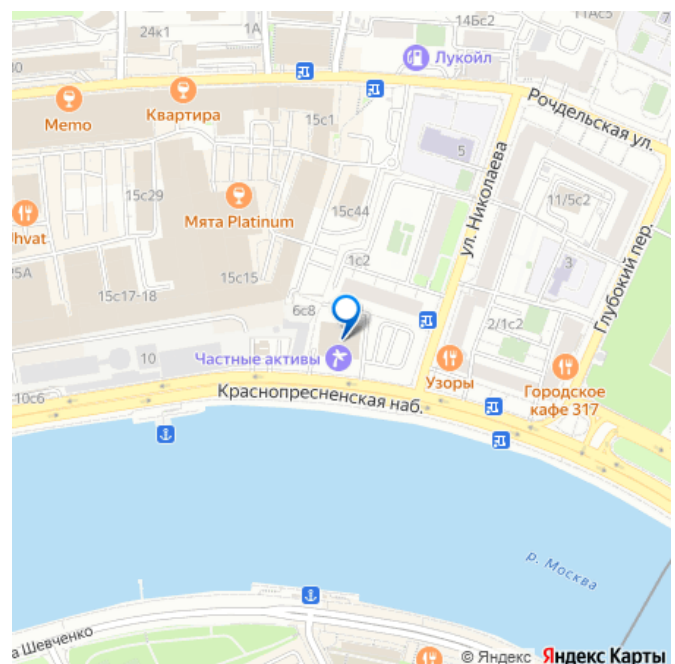 14Бс2
11Ас5
24к1
1А
Лукойл
30
Memo
Квартира
15с1
Рочдельская ул.
5
ул. Николаева
15с29
Мята Platinum
15с44
11/5с2
hvat
25А
15с15
1с2
3
Глубокий пер.
15с17-18
6с8
2/1с2
10
Частные активы
Узоры
10с6
Краснопресненская наб.
Городское
кафе 317
р. Москва
а Шевченко
© Яндекс Яндекс Карты